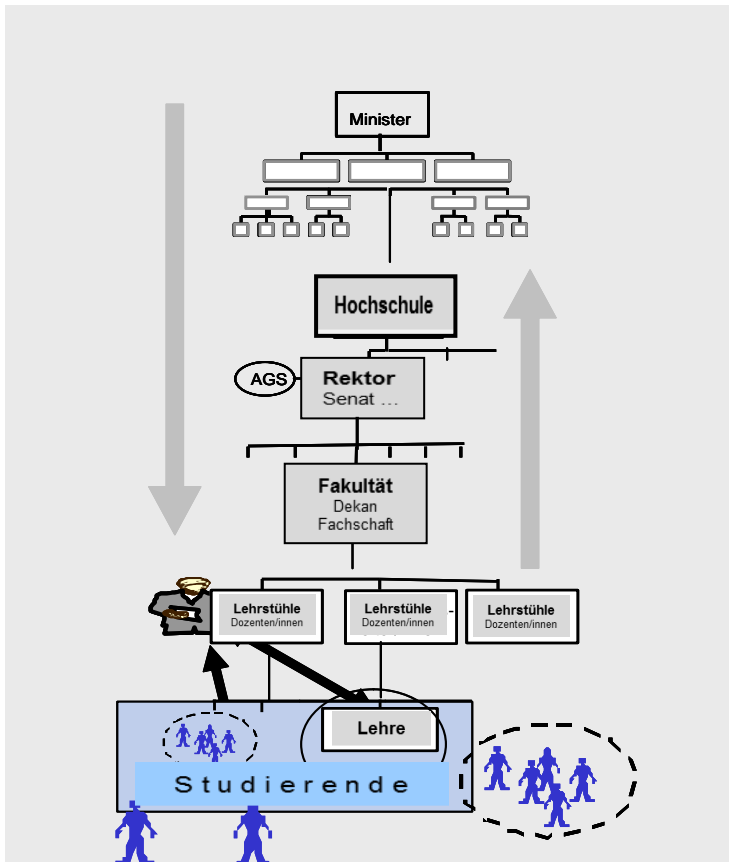 Minister
Hochschule
AGS
Rektor
Senat ...
Fakultät
Dekan
Fachschaft
Lehrstühle
Dozenten/innen
Lehrstühle
Dozenten/innen
Lehrstühle
Dozenten/innen
Lehre
Studierende